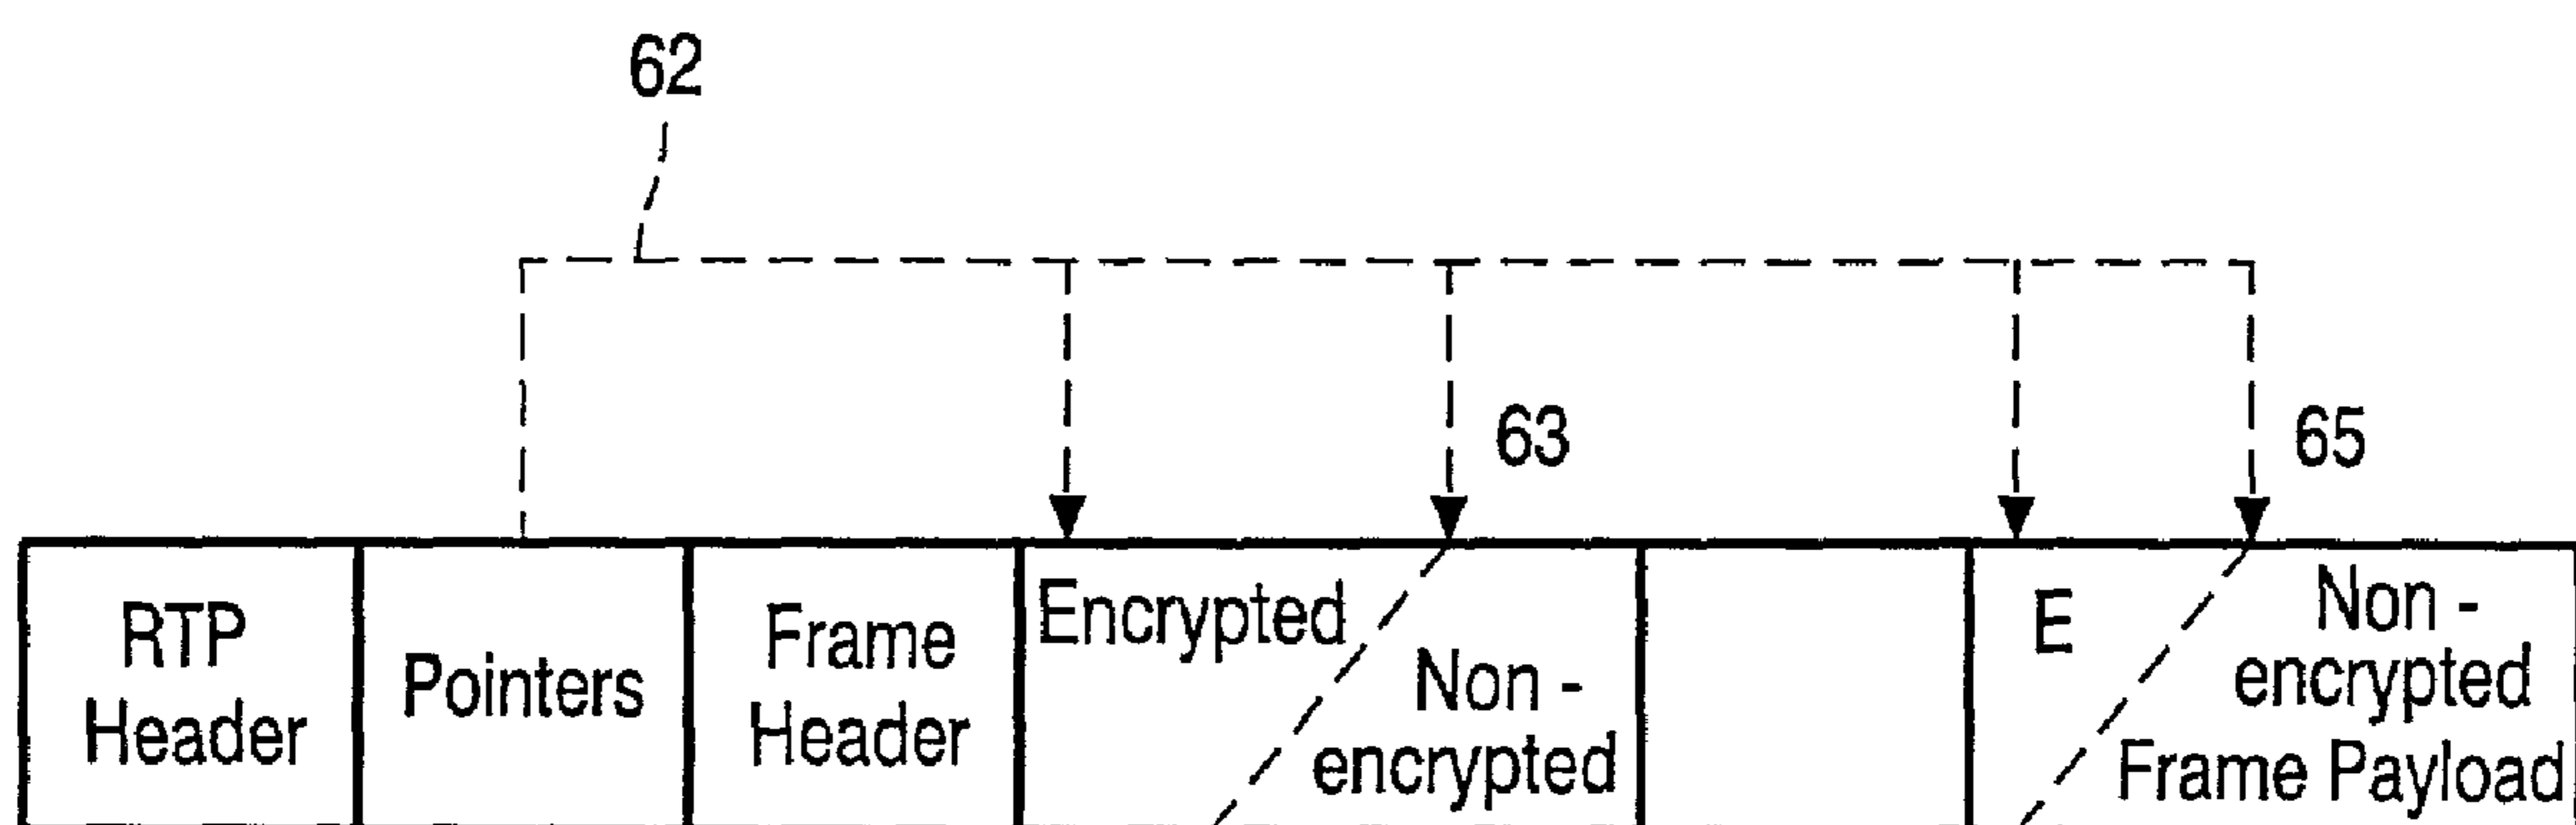 62
63
65
RTP
Header
Pointers
Frame
Header
Encrypted
Non -
encrypted
E
Non -
encrypted
Frame Payload